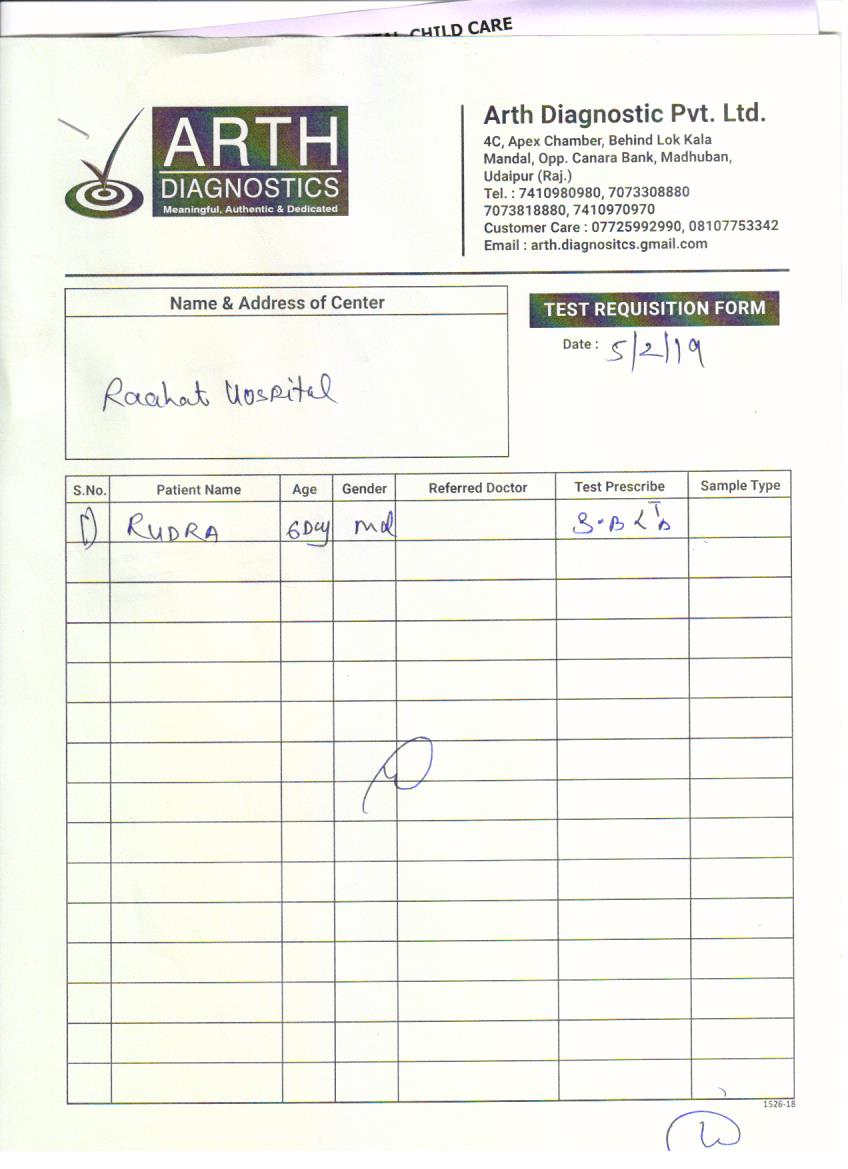 CHILD CARE
ARTH
DIAGNOSTICS
Meaningful, Authentic & Dedicated
Arth Diagnostic Pvt. Ltd.
4C, Apex Chamber, Behind Lok Kala
Mandal, Opp. Canara Bank, Madhuban,
Udaipur (Raj.)
Tel. : 7410980980, 7073308880
7073818880, 7410970970
Customer Care : 07725992990, 08107753342
Email : arth.diagnositcs.gmail.com
Name & Address of Center
TEST REQUISITION FORM
Date : 5/2/19
Raahat Hospital
S.No. Patient Name Age Gender Referred Doctor Test Prescribe Sample Type
1) RUDRA 6 Day
1526-18